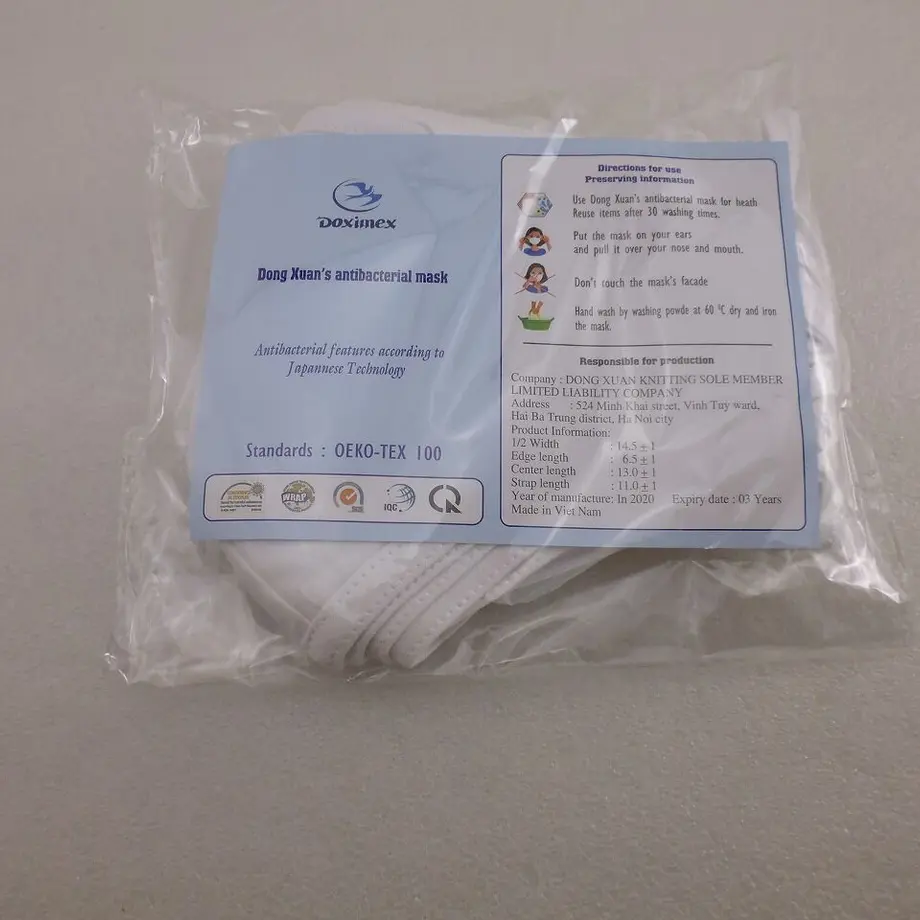 Doximex
Dong Xuan's antibacterial mask
Antibacterial features according to
Japannese Technology
Standards : OEKO-TEX 100
WRAP
IQC
Directions for use
Preserving information
Use Dong Xuan's antibacterial mask for heath
Reuse items after 30 washing times.
Put the mask on your ears
and pull it over your nose and mouth.
Don't touch the mask's facade
Hand wash by washing powde at 60 °C dry and iron
the mask.
Responsible for production
Company : DONG XUAN KNITTING SOLE MEMBER
LIMITED LIABILITY COMPANY
Address : 524 Minh Khai street, Vinh Tuy ward,
Hai Ba Trung district, Ha Noi city
Product Information:
1/2 Width : 14.5 ± 1
Edge length : 6.5 ± 1
Center length : 13.0 ± 1
Strap length : 11.0 ± 1
Year of manufacture: In 2020 Expiry date : 03 Years
Made in Viet Nam